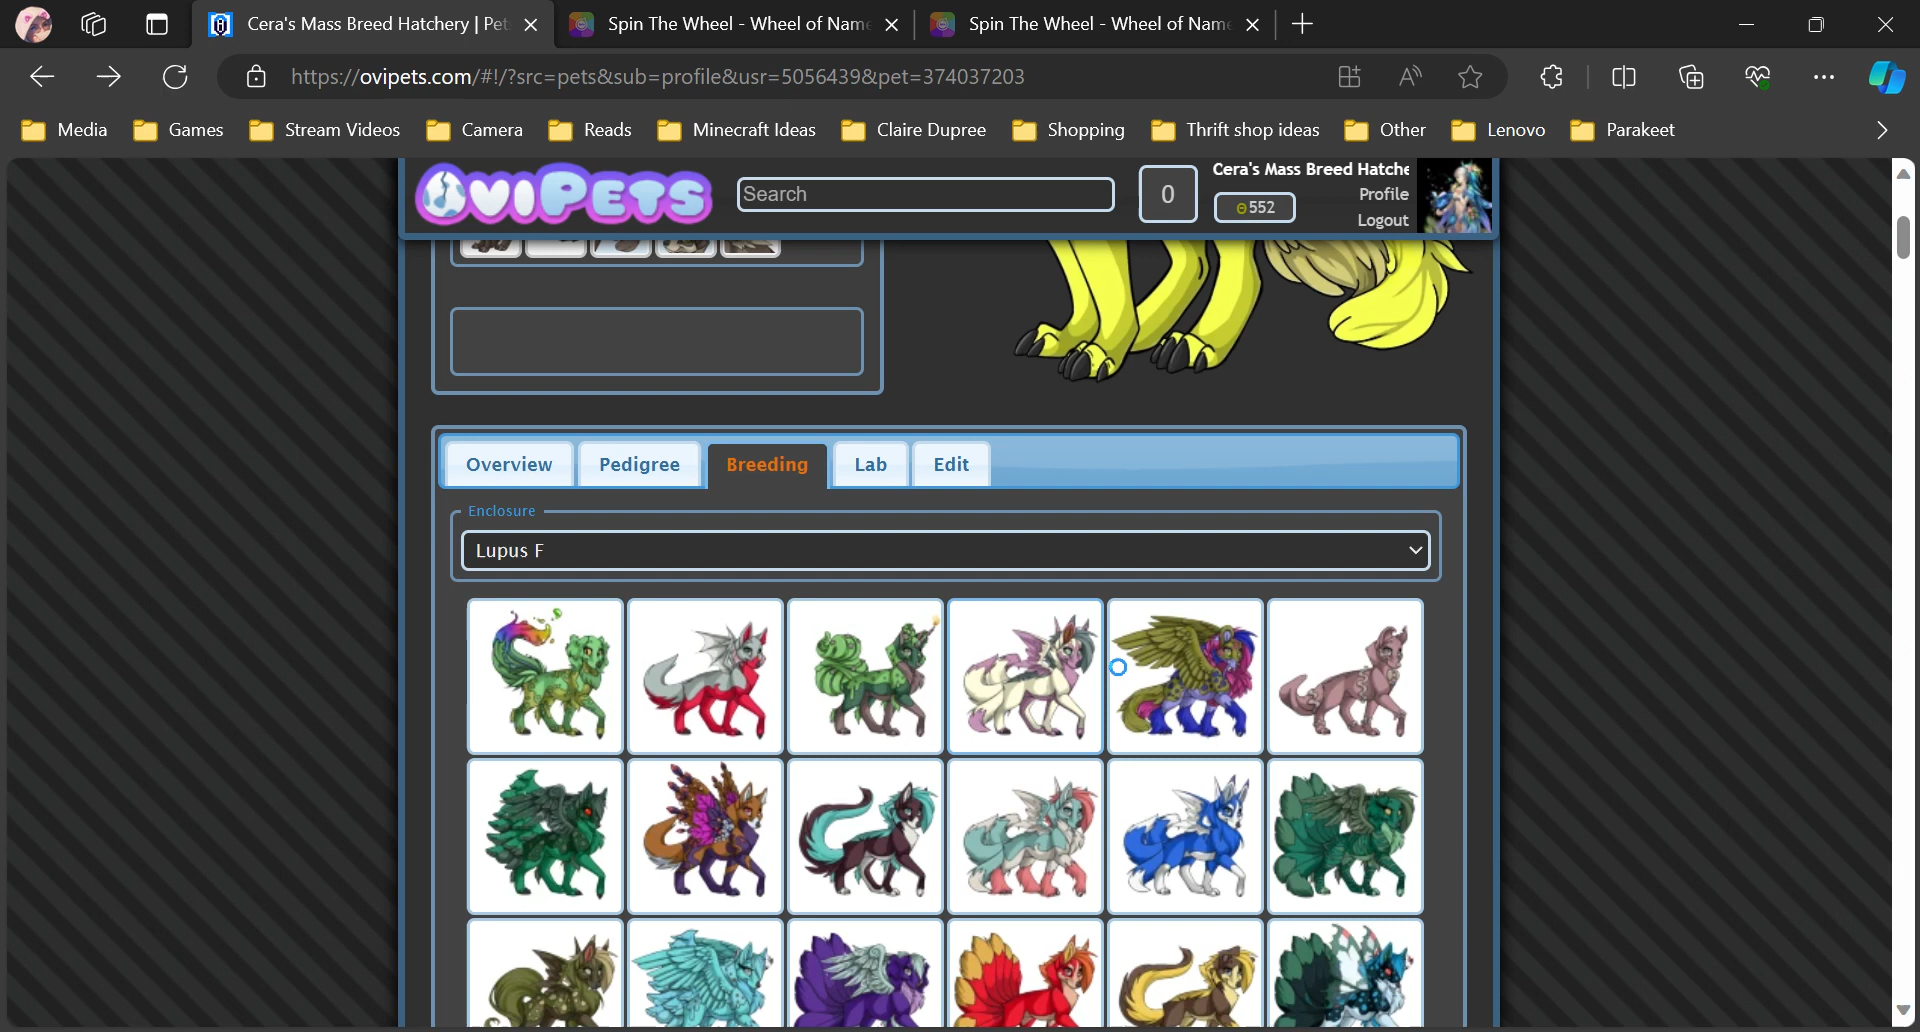 Cera's Mass Breed Hatchery | Pet
Spin The Wheel - Wheel of Name
Spin The Wheel - Wheel of Name
https://ovipets.com/#!/?src=pets&sub=profile&usr=5056439&pet=374037203
Media
Games
Stream Videos
Camera
Reads
Minecraft Ideas
Claire Dupree
Shopping
Thrift shop ideas
Other
Lenovo
Parakeet
OviPets
Search
0
Cera's Mass Breed Hatche
552
Profile
Logout
Overview
Pedigree
Breeding
Lab
Edit
Enclosure
Lupus F